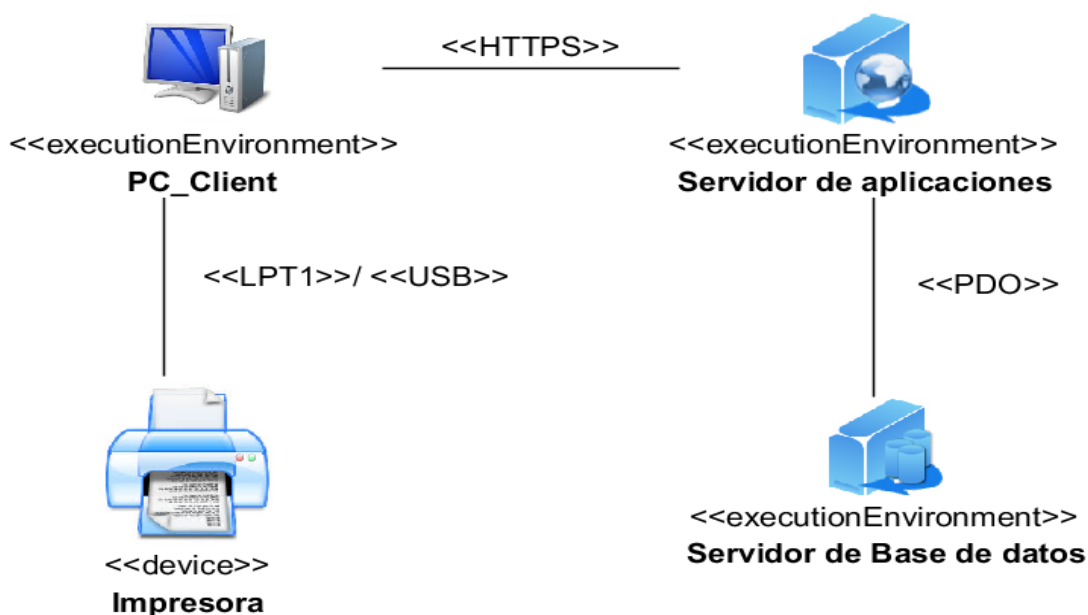 <<HTTPS>>
<<executionEnvironment>>
PC_Client
<<executionEnvironment>>
Servidor de aplicaciones
<<LPT1>>/ <<USB>>
<<PDO>>
<<device>>
Impresora
<<executionEnvironment>>
Servidor de Base de datos